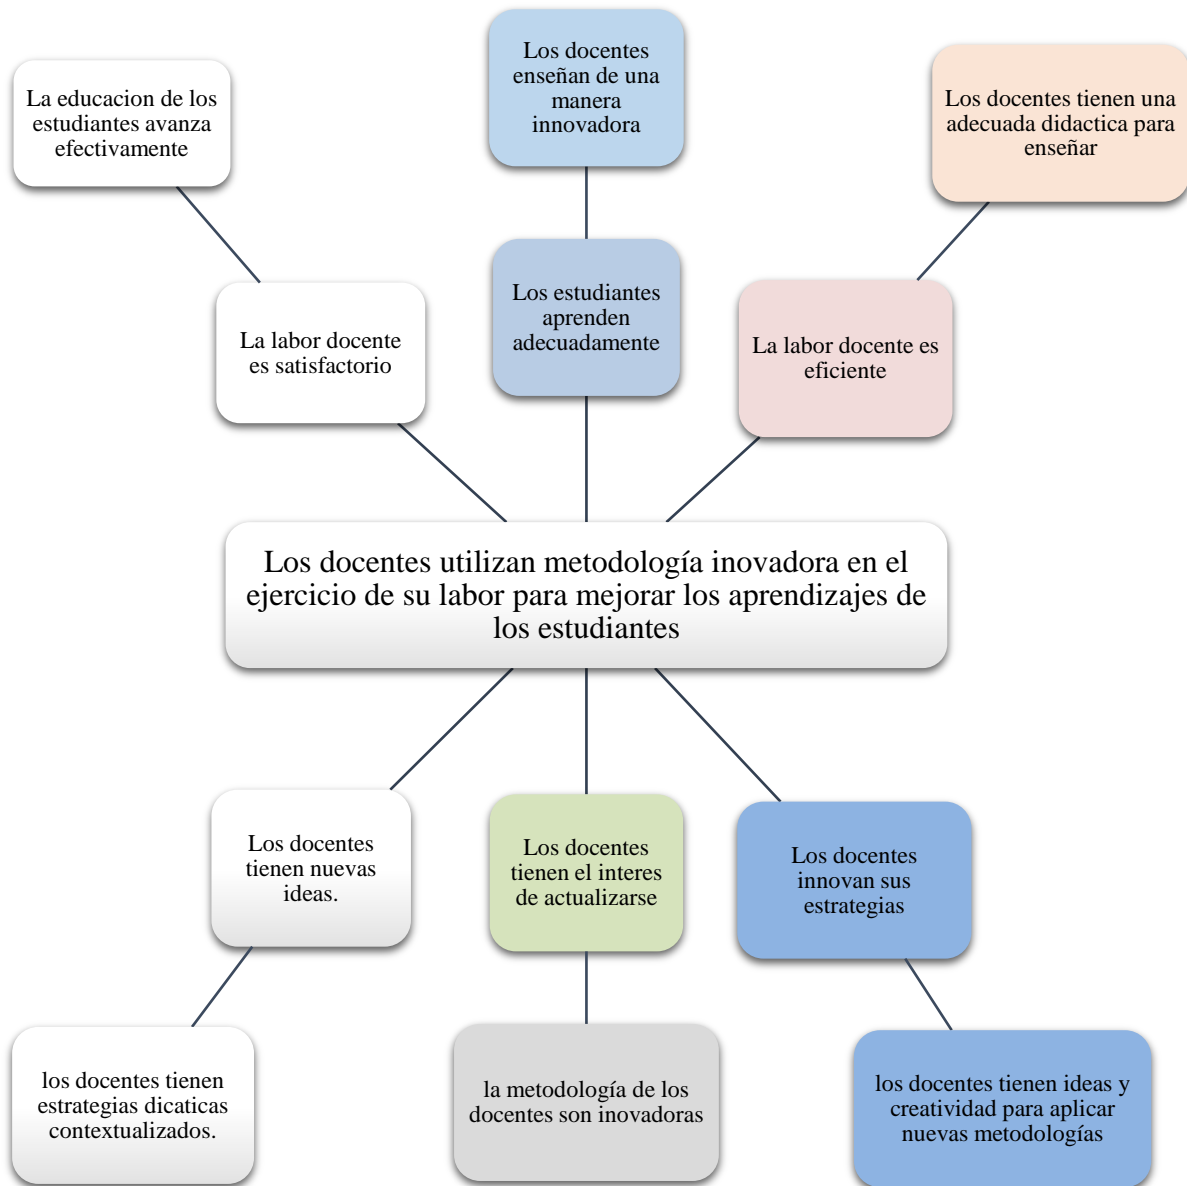 Los docentes
enseñan de una
manera
innovadora
La educacion de los
estudiantes avanza
efectivamente
Los docentes tienen una
adecuada didactica para
enseñar
Los estudiantes
aprenden
adecuadamente
La labor docente
es satisfactorio
La labor docente es
eficiente
Los docentes utilizan metodología inovadora en el
ejercicio de su labor para mejorar los aprendizajes de
los estudiantes
Los docentes
tienen nuevas
ideas.
Los docentes
tienen el interes
de actualizarse
Los docentes
innovan sus
estrategias
los docentes tienen
estrategias dicaticas
contextualizados.
la metodología de los
docentes son inovadoras
los docentes tienen ideas y
creatividad para aplicar
nuevas metodologías